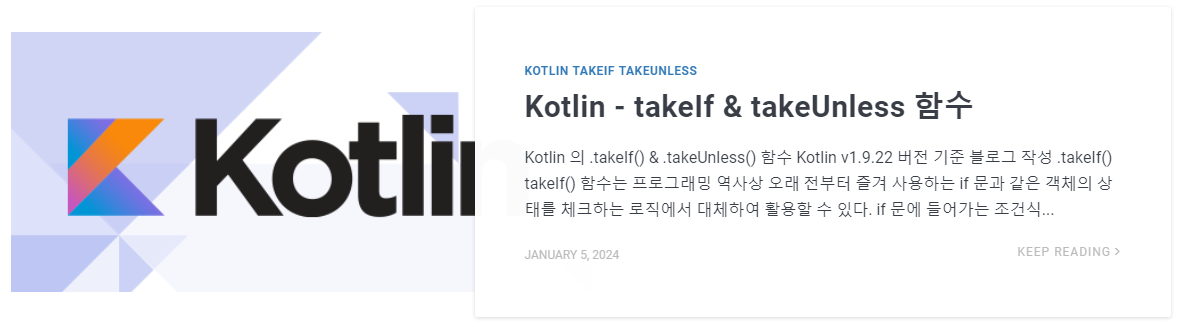 Kotlin
KOTLIN TAKEIF TAKEUNLESS
Kotlin - takeIf & takeUnless 함수
Kotlin 의 .takeIf() & .takeUnless() 함수 Kotlin v1.9.22 버전 기준 블로그 작성 .takeIf()
takeIf() 함수는 프로그래밍 역사상 오래 전부터 즐겨 사용하는 if 문과 같은 객체의 상
태를 체크하는 로직에서 대체하여 활용할 수 있다. if 문에 들어가는 조건식...
JANUARY 5, 2024
KEEP READING >